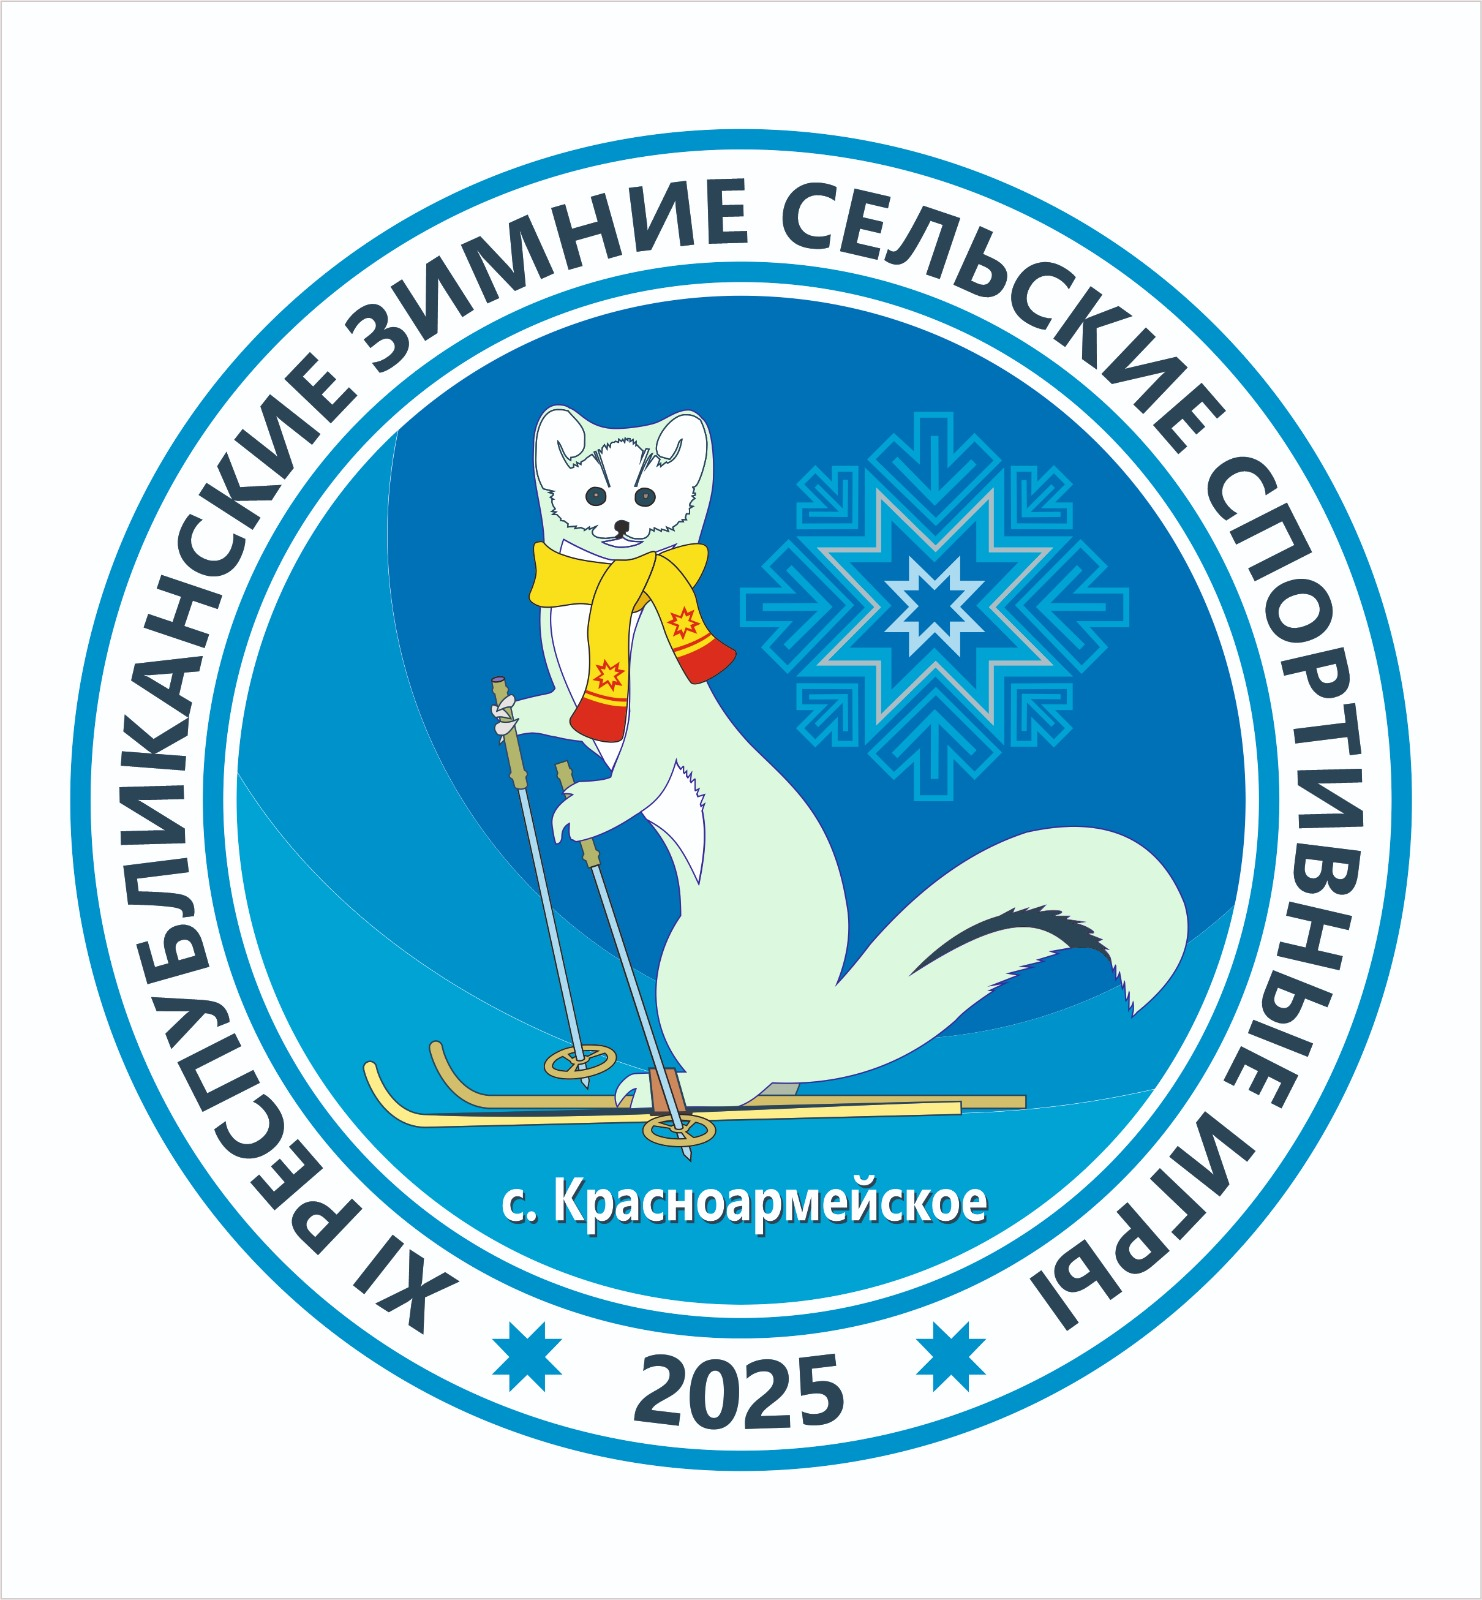 XI РЕСПУБЛИКАНСКИЕ ЗИМНИЕ СЕЛЬСКИЕ СПОРТИВНЫЕ ИГРЫ
с. Красноармейское
2025